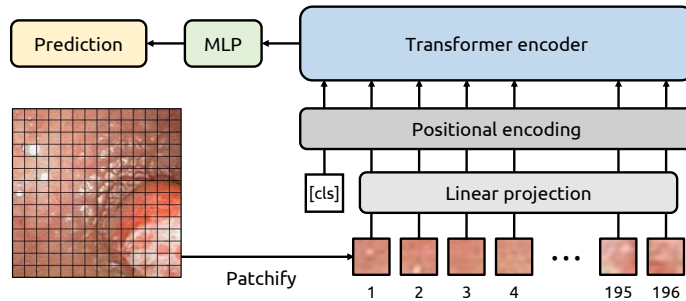 Prediction
MLP
Transformer encoder
Positional encoding
[cls]
Linear projection
Patchify
1 2 3 4 ••• 195 196